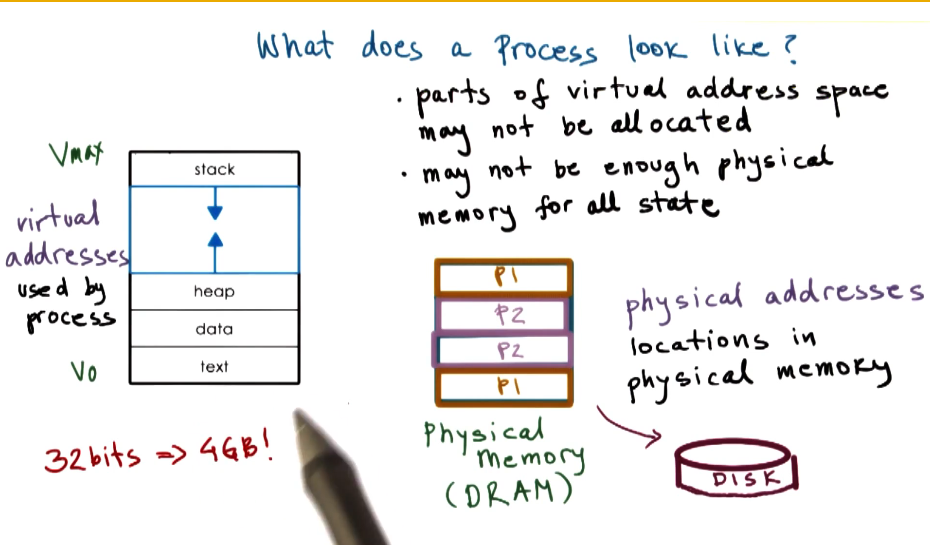 What does a Process look like?
• parts of virtual address space
may not be allocated
• may not be enough physical
memory for all state
Vmax
virtual
addresses
used by
process
V0
stack
heap
data
text
32bits => 4GB!
P1
P2
P2
P1
Physical
memory
(DRAM)
physical addresses
locations in
physical memory
DISK